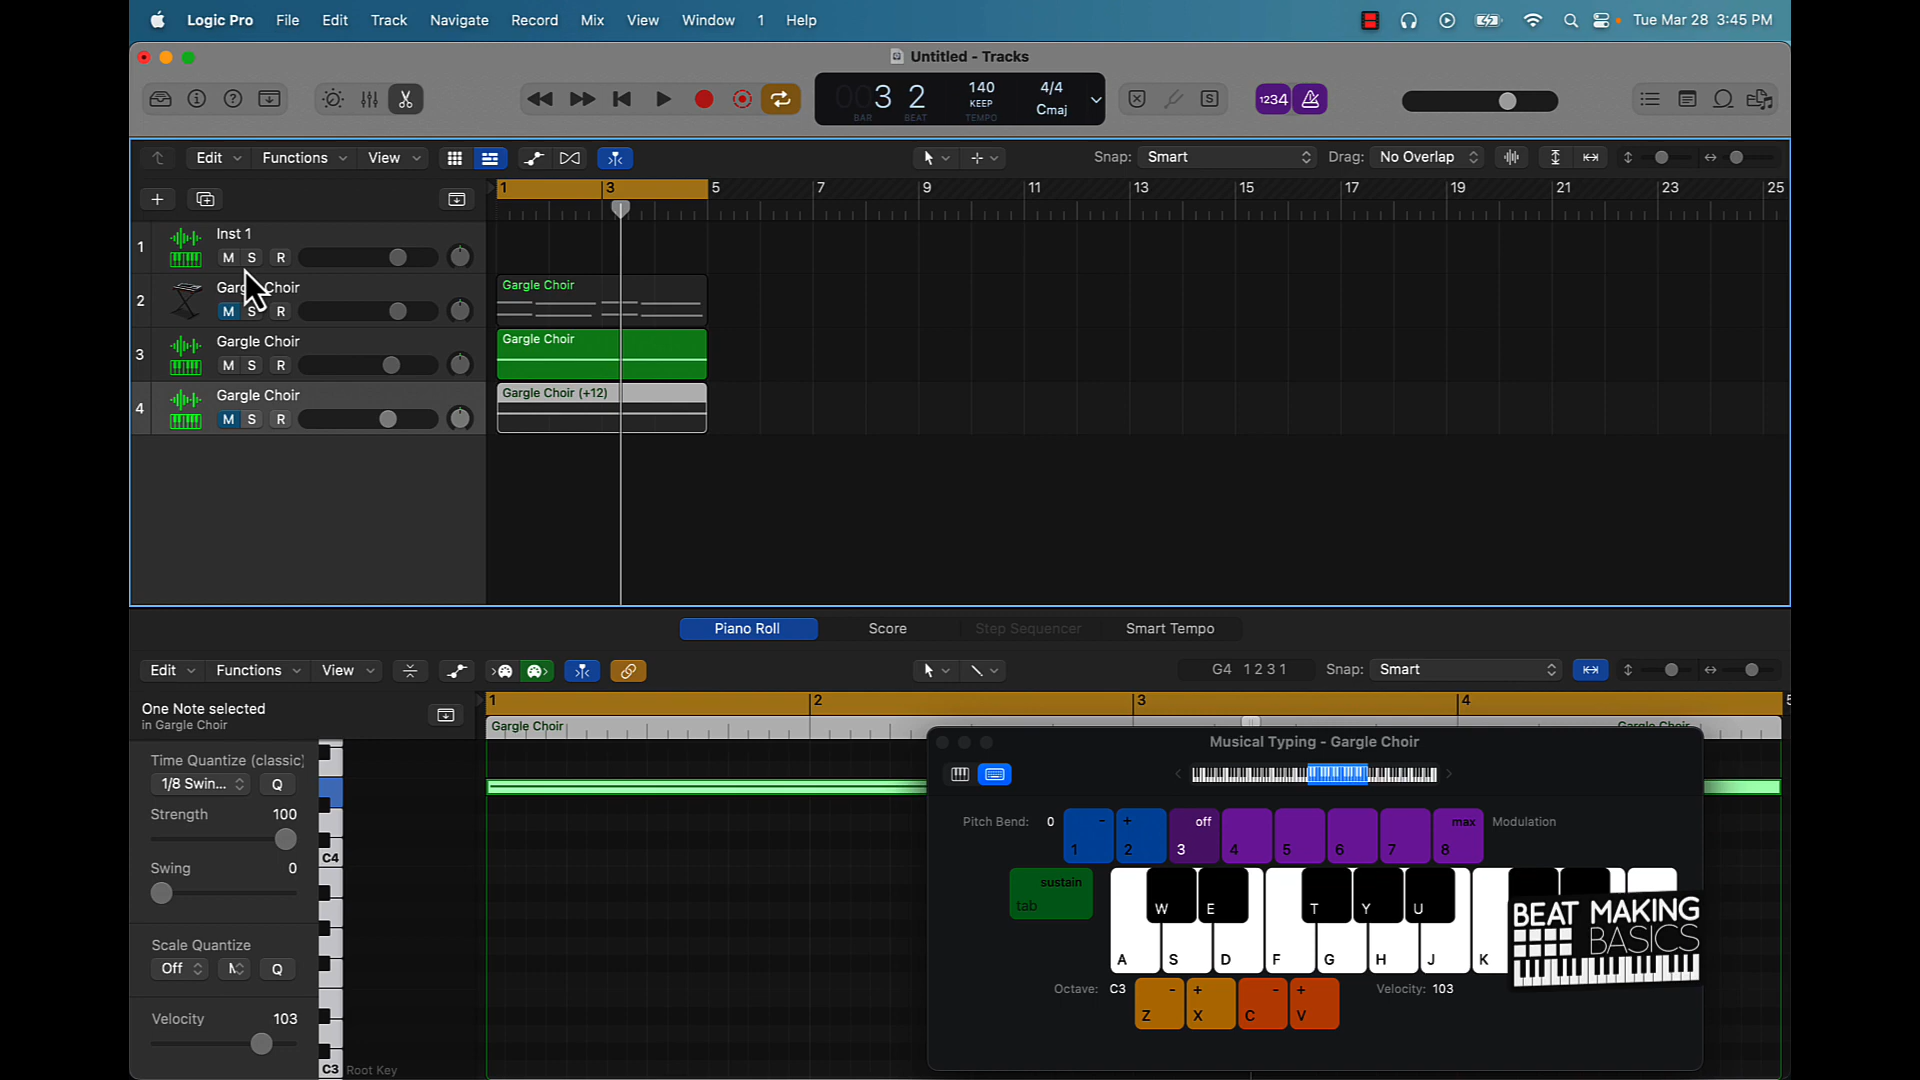 Logic Pro File Edit Track Navigate Record Mix View Window 1 Help Tue Mar 28 3:45 PM
Untitled - Tracks
003 2 140 4/4
KEEP Cmaj
BAR BEAT TEMPO
S 1234
Edit Functions View Snap: Smart Drag: No Overlap
1 3 5 7 9 11 13 15 17 19 21 23 25
1 Inst 1
M S R
2 Gargle Choir
M S R
Gargle Choir
3 Gargle Choir
M S R
Gargle Choir
4 Gargle Choir
M S R
Gargle Choir (+12)
Piano Roll Score Step Sequencer Smart Tempo
Edit Functions View G4 1 2 3 1 Snap: Smart
One Note selected
in Gargle Choir
1 2 3 4 5
Gargle Choir Gargle Choir
Time Quantize (classic)
1/8 Swin... Q
Strength 100
Swing 0
Scale Quantize
Off Q
Velocity 103
C4
C3 Root Key
Musical Typing - Gargle Choir
Pitch Bend: 0 - + off max Modulation
1 2 3 4 5 6 7 8
sustain
tab
W E T Y U
A S D F G H J K
Octave: C3 - + - + Velocity: 103
Z X C V
BEAT MAKING
BASICS